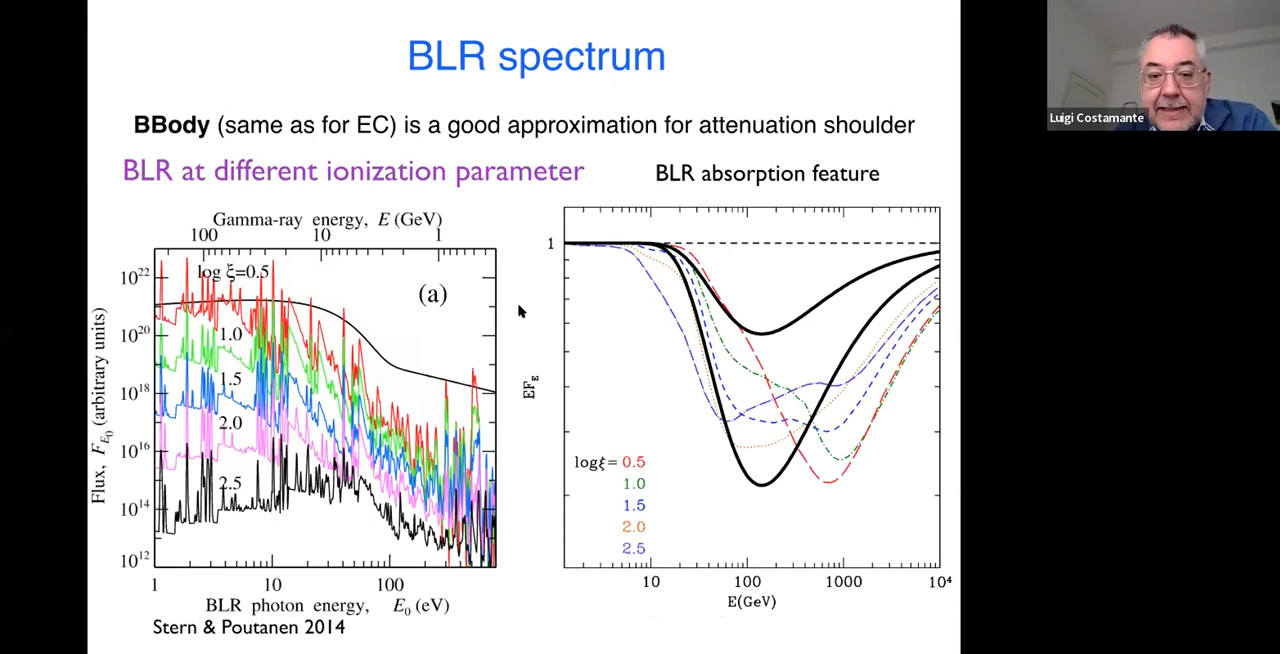 BLR spectrum
BBody (same as for EC) is a good approximation for attenuation shoulder
BLR at different ionization parameter
BLR absorption feature
Gamma-ray energy, E (GeV)
100 10 1
log ξ=0.5
(a)
1.0
1.5
2.0
2.5
10²²
10²⁰
10¹⁸
10¹⁶
10¹⁴
10¹²
Flux, F_E₀ (arbitrary units)
1 10 100
BLR photon energy, E₀ (eV)
Stern & Poutanen 2014
1
EF_E
logξ= 0.5
1.0
1.5
2.0
2.5
10 100 1000 10⁴
E(GeV)
Luigi Costamante